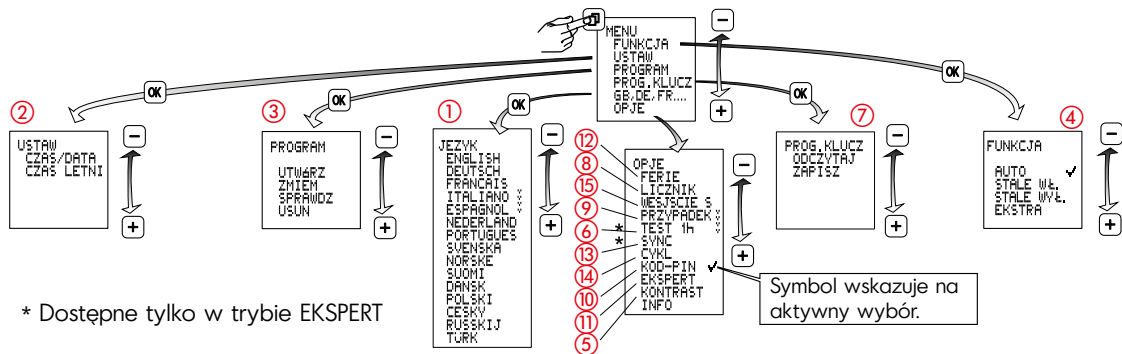 MENU
FUNKCJA
USTAW
PROGRAM
PROG.KLUCZ
GB,DE,FR....
OPJE
−
+
OK
OK
OK
OK
OK
②
USTAW
CZAS/DATA
CZAS LETNI
−
+
③
PROGRAM
UTWóRZ
ZMIEM
SPRAWDZ
USUN
−
+
①
JEZYK
ENGLISH
DEUTSCH
FRANCAIS
ITALIANO
ESPAGNOL
NEDERLAND
PORTUGUES
SVENSKA
NORSKE
SUOMI
DANSK
POLSKI
CESKY
RUSSKIJ
TURK
−
+
OPJE
⑫ FERIE
⑧ LICZNIK
⑮ WESJSCIE S
⑨ PRZYPADEK
⑥ * TEST 1h
⑬ * SYNC
⑭ CYKL
⑩ KOD-PIN ✓
⑪ EKSPERT
⑤ KONTRAST
INFO
−
+
Symbol wskazuje na
aktywny wybór.
⑦
PROG.KLUCZ
ODCZYTAJ
ZAPISZ
−
+
④
FUNKCJA
AUTO ✓
STALE WŁ.
STALE WYŁ.
EKSTRA
−
+
* Dostępne tylko w trybie EKSPERT